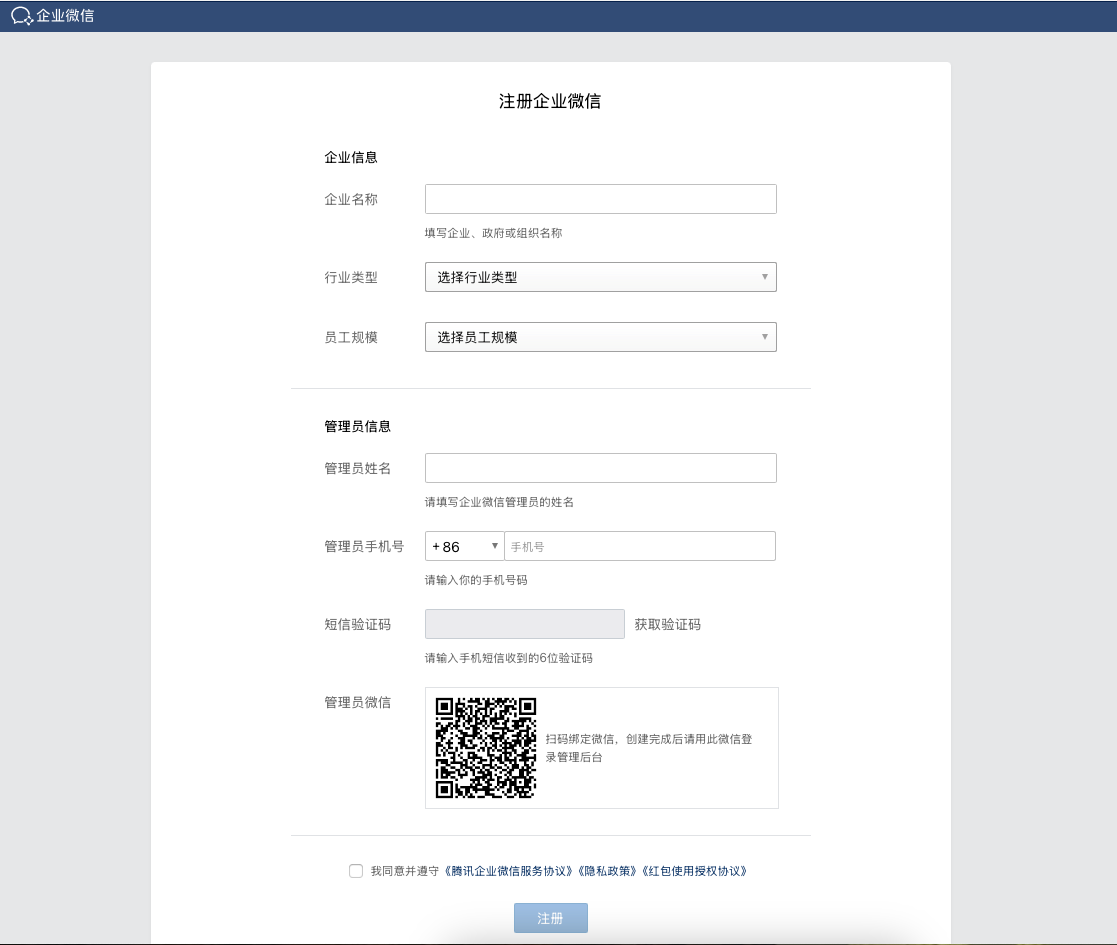 企业微信
注册企业微信
企业信息
企业名称
填写企业、政府或组织名称
行业类型 选择行业类型
员工规模 选择员工规模
管理员信息
管理员姓名
请填写企业微信管理员的姓名
管理员手机号 +86 手机号
请输入你的手机号码
短信验证码 获取验证码
请输入手机短信收到的6位验证码
管理员微信
扫码绑定微信，创建完成后请用此微信登
录管理后台
我同意并遵守《腾讯企业微信服务协议》《隐私政策》《红包使用授权协议》
注册